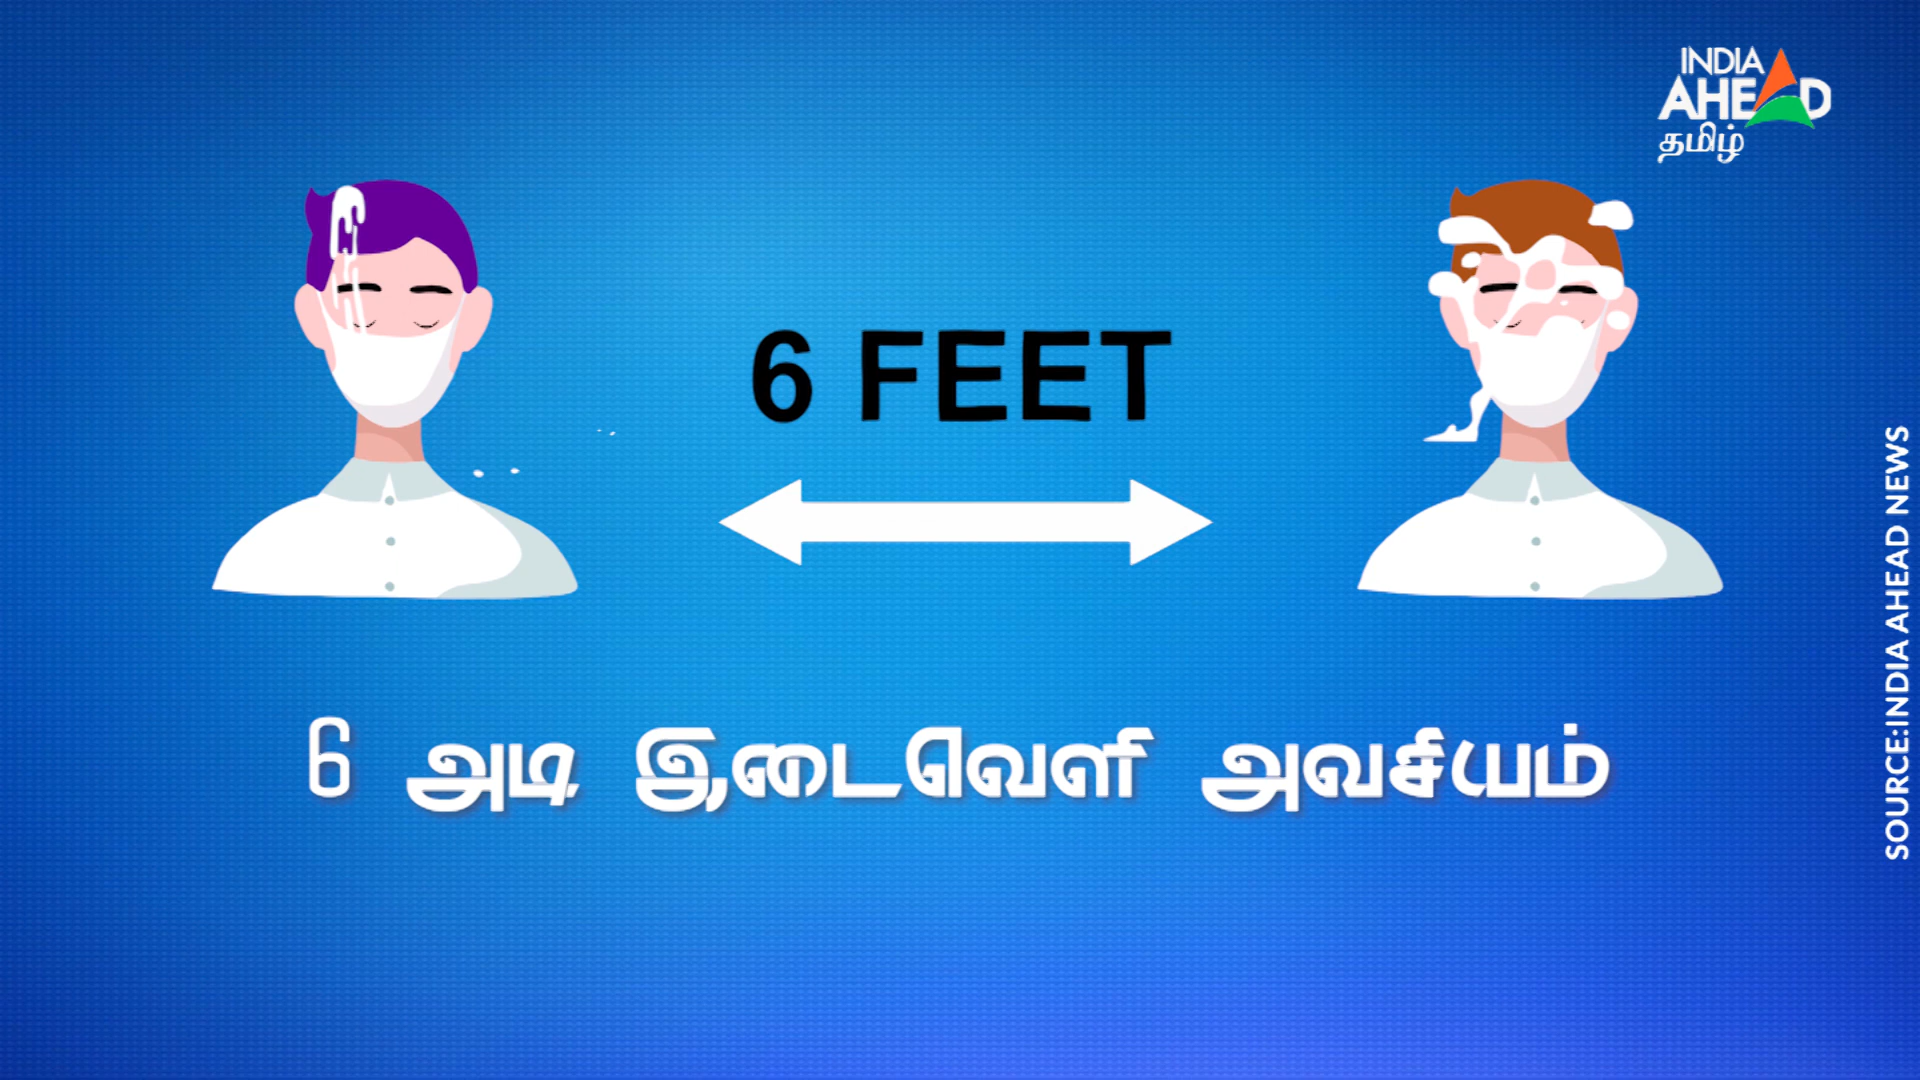 INDIA
AHEAD
தமிழ்
6 FEET
6 அடி இடைவெளி அவசியம்
SOURCE:INDIA AHEAD NEWS